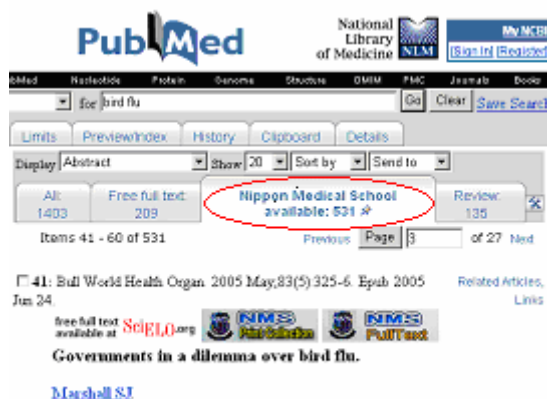 PubMed
National
Library
of Medicine NLM
My NCBI
[Sign In] [Register
PubMed Nucleotide Protein Genome Structure OMIM PMC Journals Books
for bird flu Go Clear Save Search
Limits Preview/Index History Clipboard Details
Display Abstract Show 20 Sort by Send to
All: 1403
Free full text: 209
Nippon Medical School available: 531
Review: 135
Items 41 - 60 of 531 Previous Page 3 of 27 Next
41: Bull World Health Organ. 2005 May;83(5):325-6. Epub 2005 Related Articles,
Jun 24. Links
free full text available at SciELO.org NMS Print Collection NMS FullText
Governments in a dilemma over bird flu.
Marshall SJ